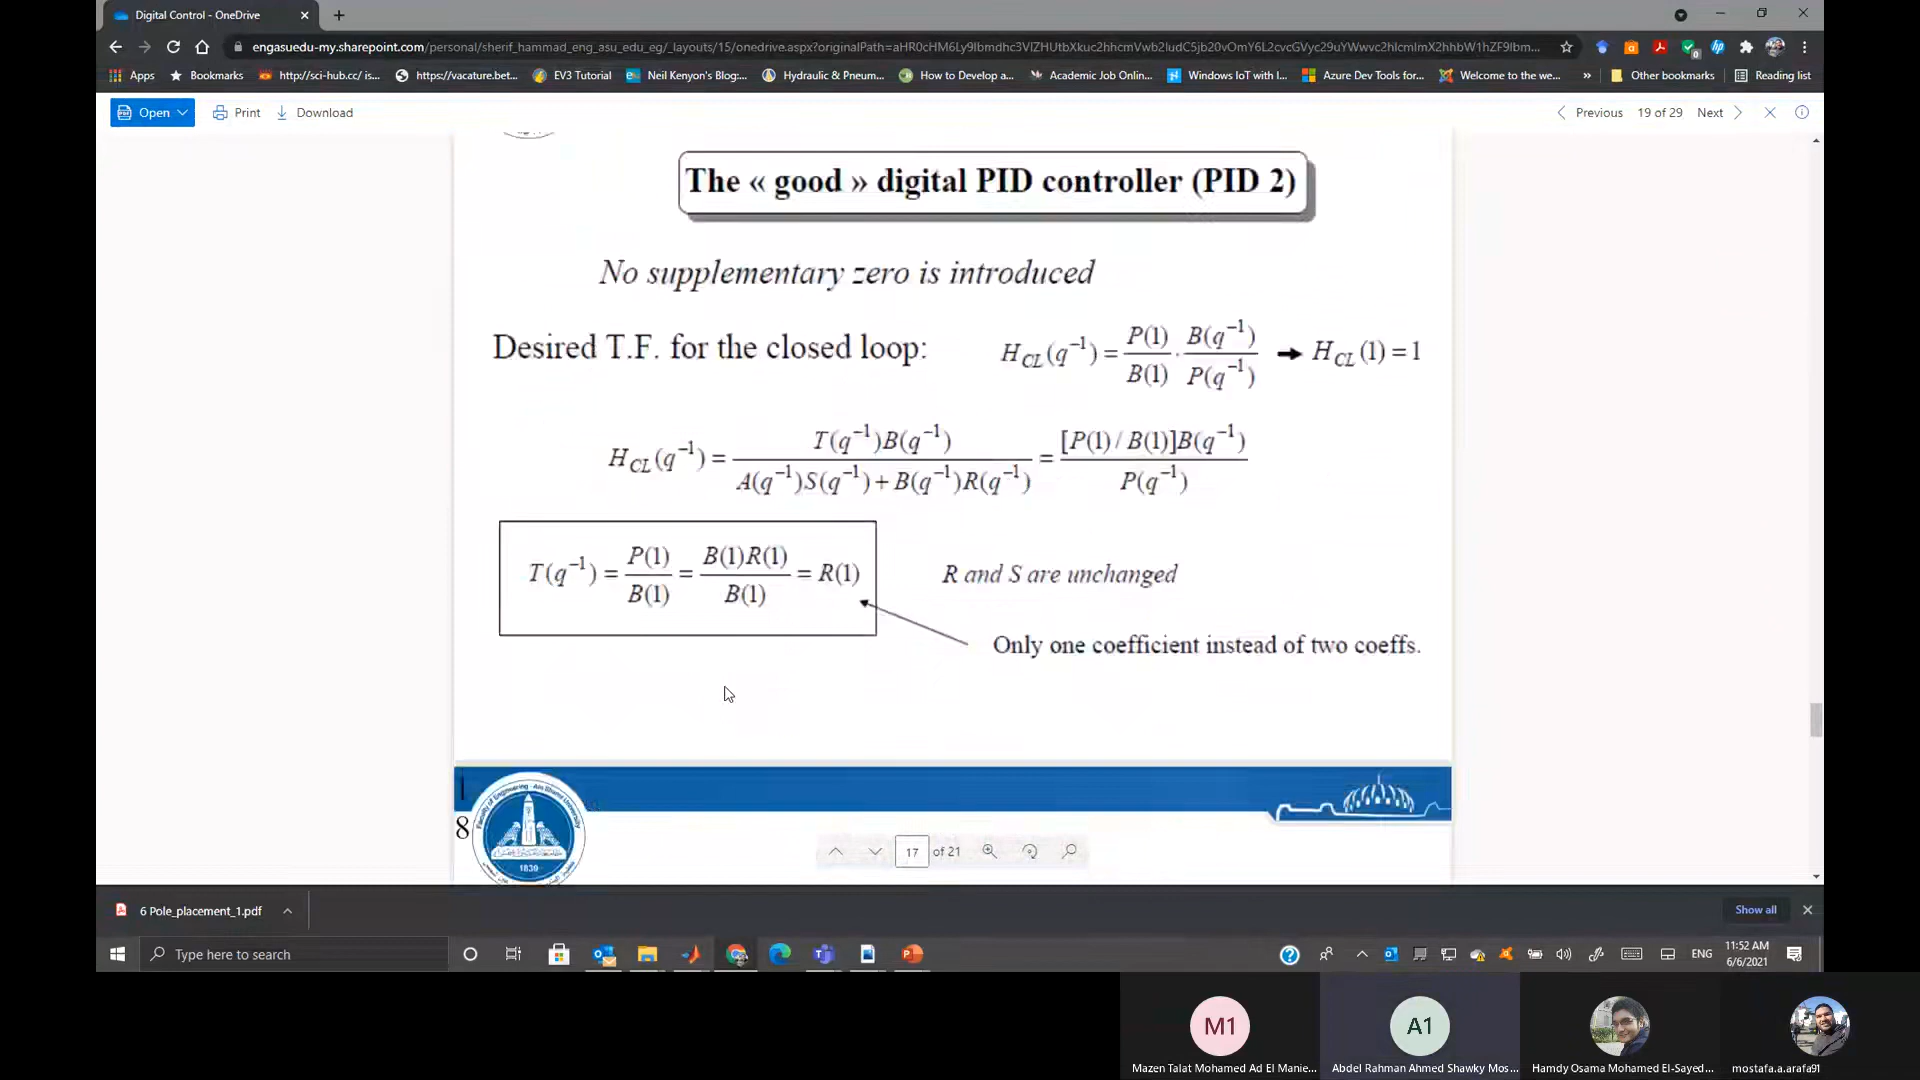 Digital Control - OneDrive
engasuedu-my.sharepoint.com/personal/sherif_hammad_eng_asu_edu_eg/_layouts/15/onedrive.aspx?originalPath=
Apps
Bookmarks
http://sci-hub.cc/ is...
https://vacature.bet...
EV3 Tutorial
Neil Kenyon's Blog:...
Hydraulic & Pneum...
How to Develop a...
Academic Job Onlin...
Windows IoT with I...
Azure Dev Tools for...
Welcome to the we...
»
Other bookmarks
Reading list
Open
Print
Download
Previous
19 of 29
Next
The « good » digital PID controller (PID 2)
No supplementary zero is introduced
Desired T.F. for the closed loop: H_CL(q^-1) = P(1)/B(1) · B(q^-1)/P(q^-1) → H_CL(1) = 1
H_CL(q^-1) = T(q^-1)B(q^-1) / A(q^-1)S(q^-1) + B(q^-1)R(q^-1) = [P(1)/B(1)]B(q^-1) / P(q^-1)
T(q^-1) = P(1)/B(1) = B(1)R(1)/B(1) = R(1)
R and S are unchanged
Only one coefficient instead of two coeffs.
1
8
1839
17 of 21
6 Pole_placement_1.pdf
Show all
Type here to search
ENG
11:52 AM
6/6/2021
M1
A1
Mazen Talat Mohamed Ad El Manie...
Abdel Rahman Ahmed Shawky Mos...
Hamdy Osama Mohamed El-Sayed...
mostafa.a.arafa91